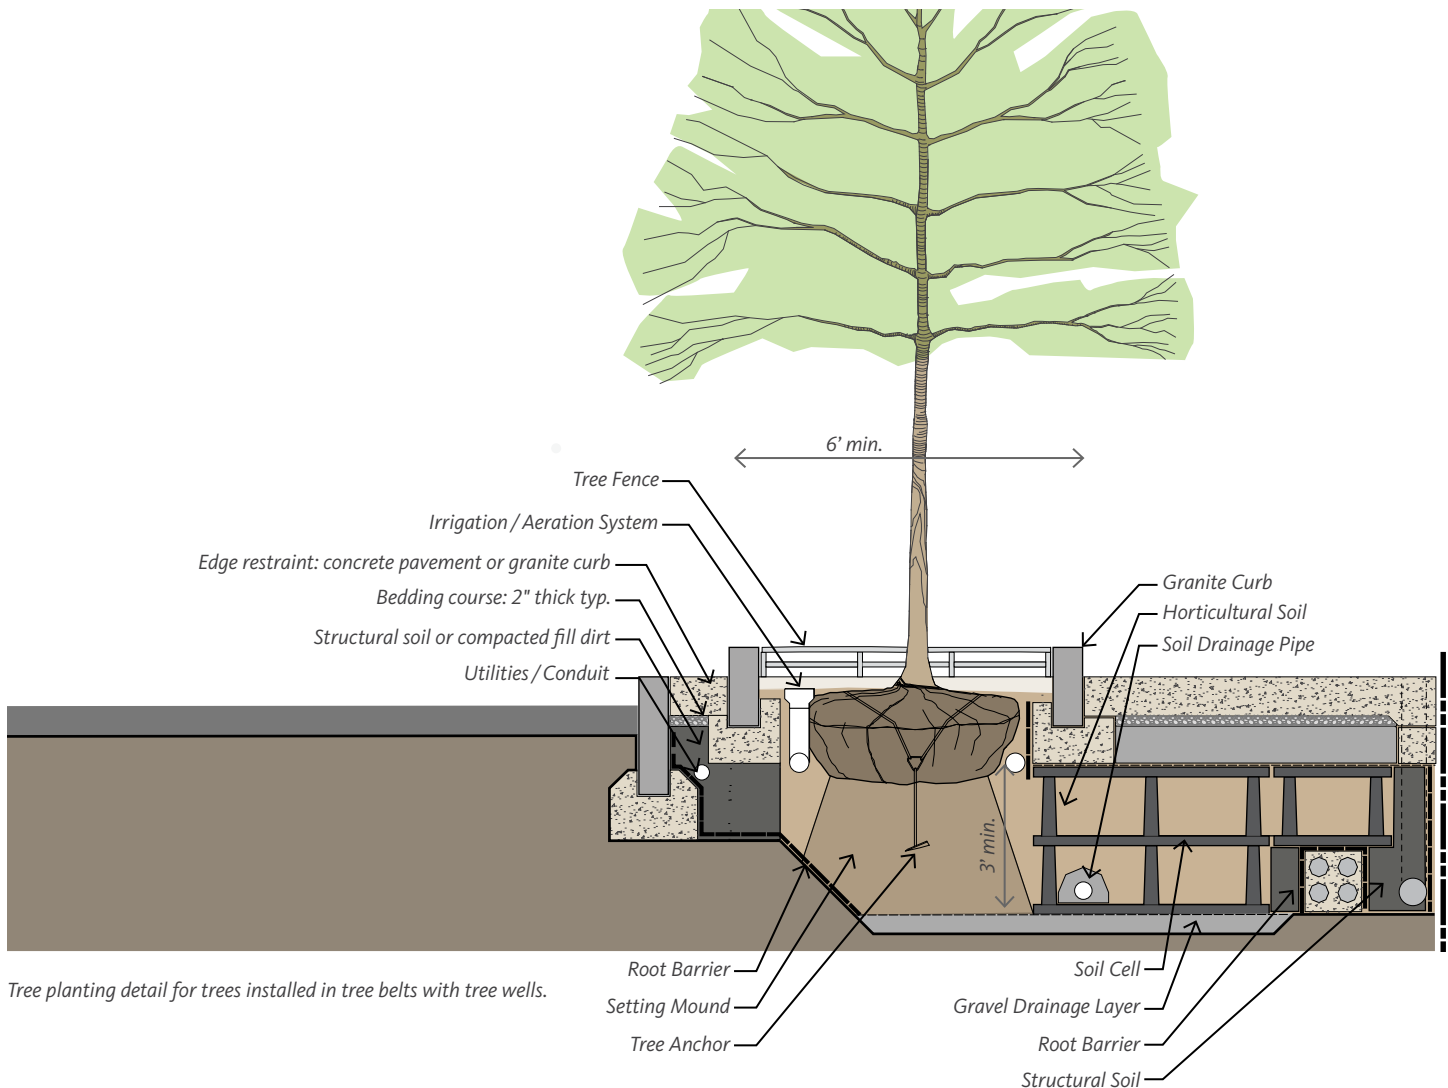 6’ min.
Tree Fence
Irrigation / Aeration System
Edge restraint: concrete pavement or granite curb
Bedding course: 2" thick typ.
Structural soil or compacted fill dirt
Utilities / Conduit
Granite Curb
Horticultural Soil
Soil Drainage Pipe
3’ min.
Root Barrier
Setting Mound
Tree Anchor
Soil Cell
Gravel Drainage Layer
Root Barrier
Structural Soil
Tree planting detail for trees installed in tree belts with tree wells.